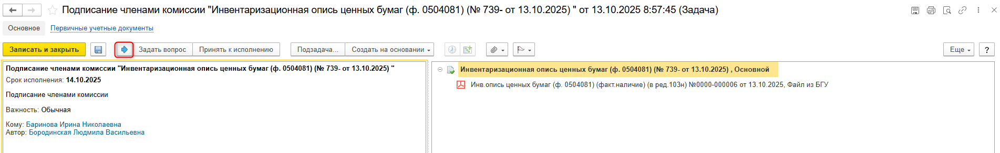 Подписание членами комиссии "Инвентаризационная опись ценных бумаг (ф. 0504081) (№ 739- от 13.10.2025) " от 13.10.2025 8:57:45 (Задача)
Основное Первичные учетные документы
Записать и закрыть Задать вопрос Принять к исполнению Подзадача... Создать на основании Еще ?
Подписание членами комиссии "Инвентаризационная опись ценных бумаг (ф. 0504081) (№ 739- от 13.10.2025) "
Срок исполнения: 14.10.2025
Подписание членами комиссии
Важность: Обычная
Кому: Баринова Ирина Николаевна
Автор: Бородинская Людмила Васильевна
Инвентаризационная опись ценных бумаг (ф. 0504081) (№ 739- от 13.10.2025) , Основной
Инв.опись ценных бумаг (ф. 0504081) (факт.наличие) (в ред.103н) №0000-000006 от 13.10.2025, Файл из БГУ